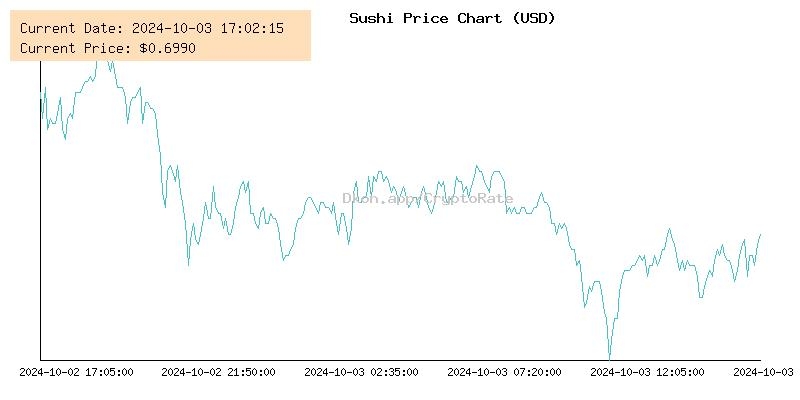 Sushi Price Chart (USD)
Current Date: 2024-10-03 17:02:15
Current Price: $0.6990
Dxon.app/CryptoRate
2024-10-02 17:05:00
2024-10-02 21:50:00
2024-10-03 02:35:00
2024-10-03 07:20:00
2024-10-03 12:05:00
2024-10-03